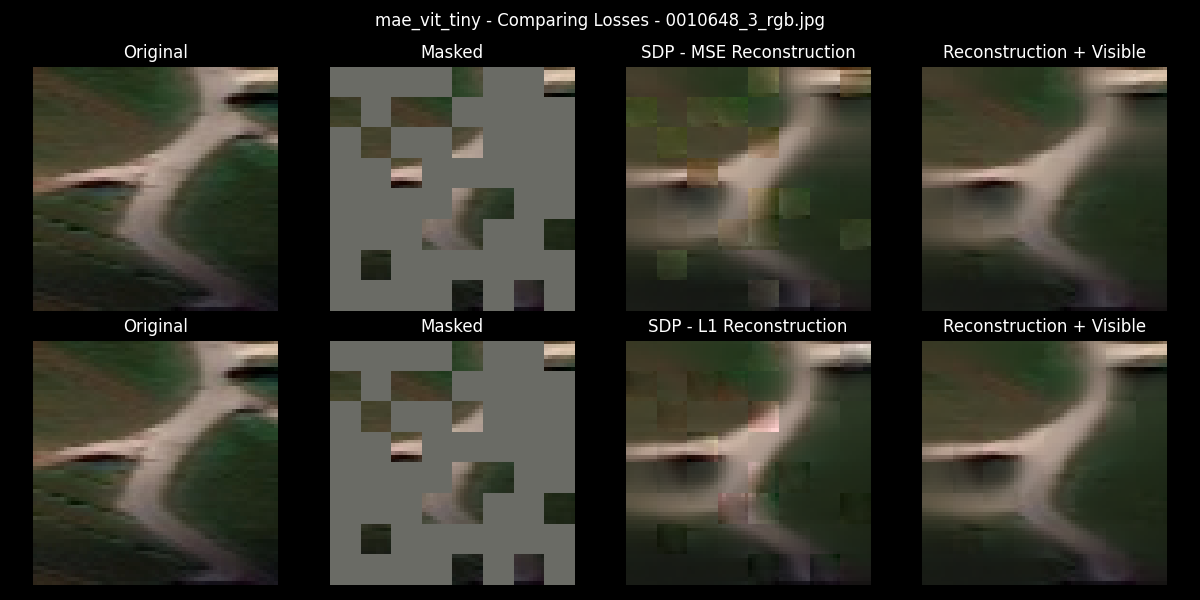 mae_vit_tiny - Comparing Losses - 0010648_3_rgb.jpg
Original
Masked
SDP - MSE Reconstruction
Reconstruction + Visible
Original
Masked
SDP - L1 Reconstruction
Reconstruction + Visible